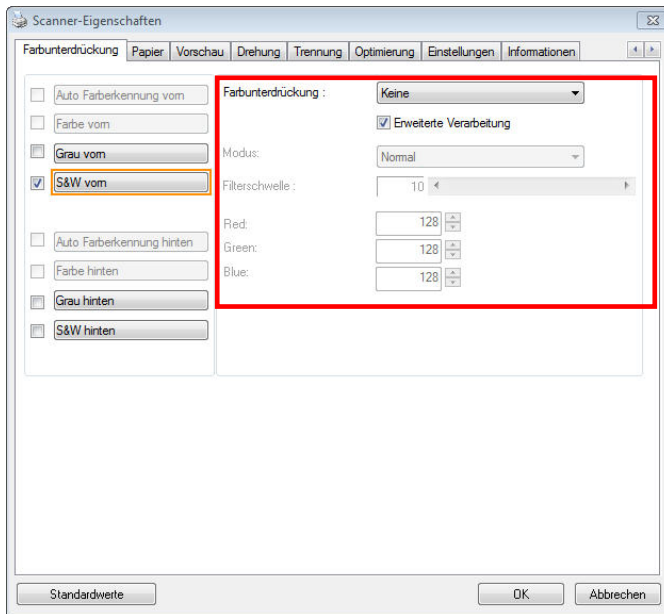 Scanner-Eigenschaften
Farbunterdrückung Papier Vorschau Drehung Trennung Optimierung Einstellungen Informationen
Auto Farberkennung vorn
Farbe vorn
Grau vorn
S&W vorn
Auto Farberkennung hinten
Farbe hinten
Grau hinten
S&W hinten
Farbunterdrückung : Keine
Erweiterte Verarbeitung
Modus: Normal
Filterschwelle : 10
Red: 128
Green: 128
Blue: 128
Standardwerte OK Abbrechen